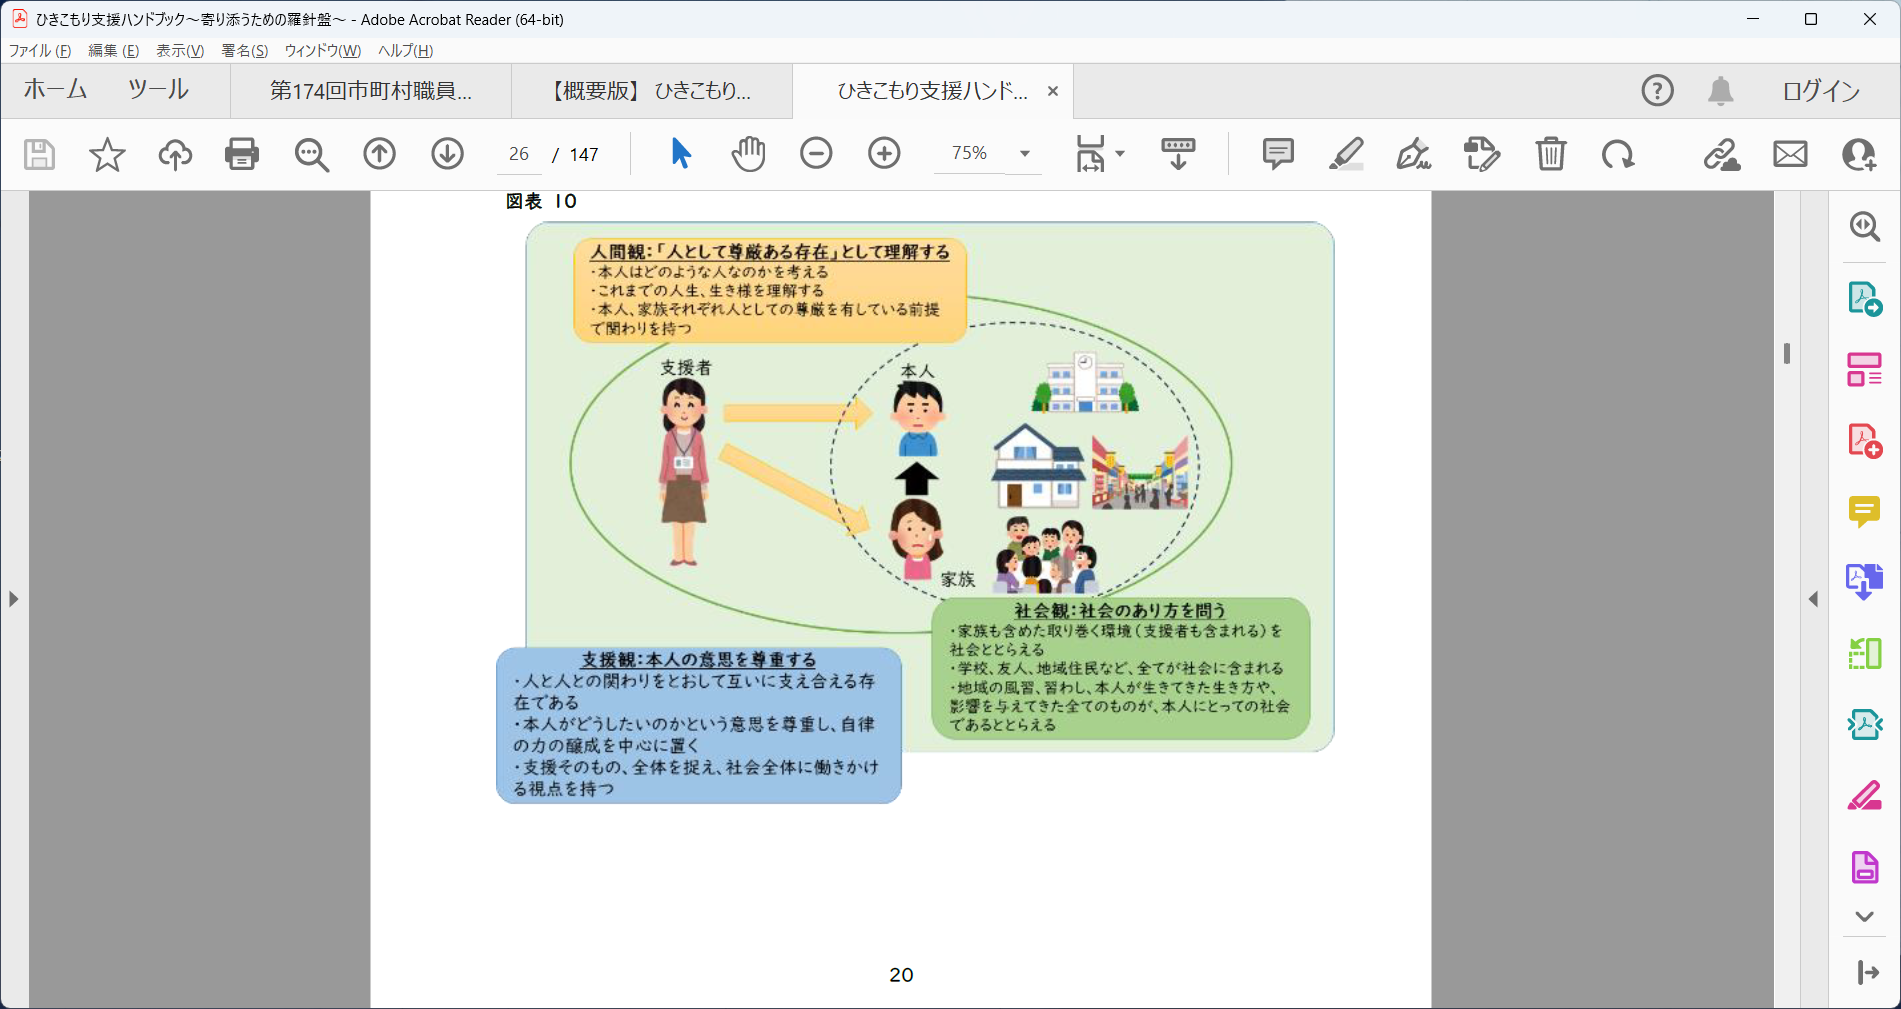 ひきこもり支援ハンドブック～寄り添うための羅針盤～ - Adobe Acrobat Reader (64-bit)
ファイル(F) 編集(E) 表示(V) 署名(S) ウィンドウ(W) ヘルプ(H)
ホーム ツール 第174回市町村職員... 【概要版】 ひきこもり... ひきこもり支援ハンド... × ログイン
26 / 147 75%
図表 10
人間観：「人として尊厳ある存在」として理解する
・本人はどのような人なのかを考える
・これまでの人生、生き様を理解する
・本人、家族それぞれ人としての尊厳を有している前提
で関わりを持つ
支援者
本人
家族
社会観：社会のあり方を問う
・家族も含めた取り巻く環境（支援者も含まれる）を
社会ととらえる
・学校、友人、地域住民など、全てが社会に含まれる
・地域の風習、習わし、本人が生きてきた生き方や、
影響を与えてきた全てのものが、本人にとっての社会
であるととらえる
支援観：本人の意思を尊重する
・人と人との関わりをとおして互いに支え合える存
在である
・本人がどうしたいのかという意思を尊重し、自律
の力の醸成を中心に置く
・支援そのもの、全体を捉え、社会全体に働きかけ
る視点を持つ
20